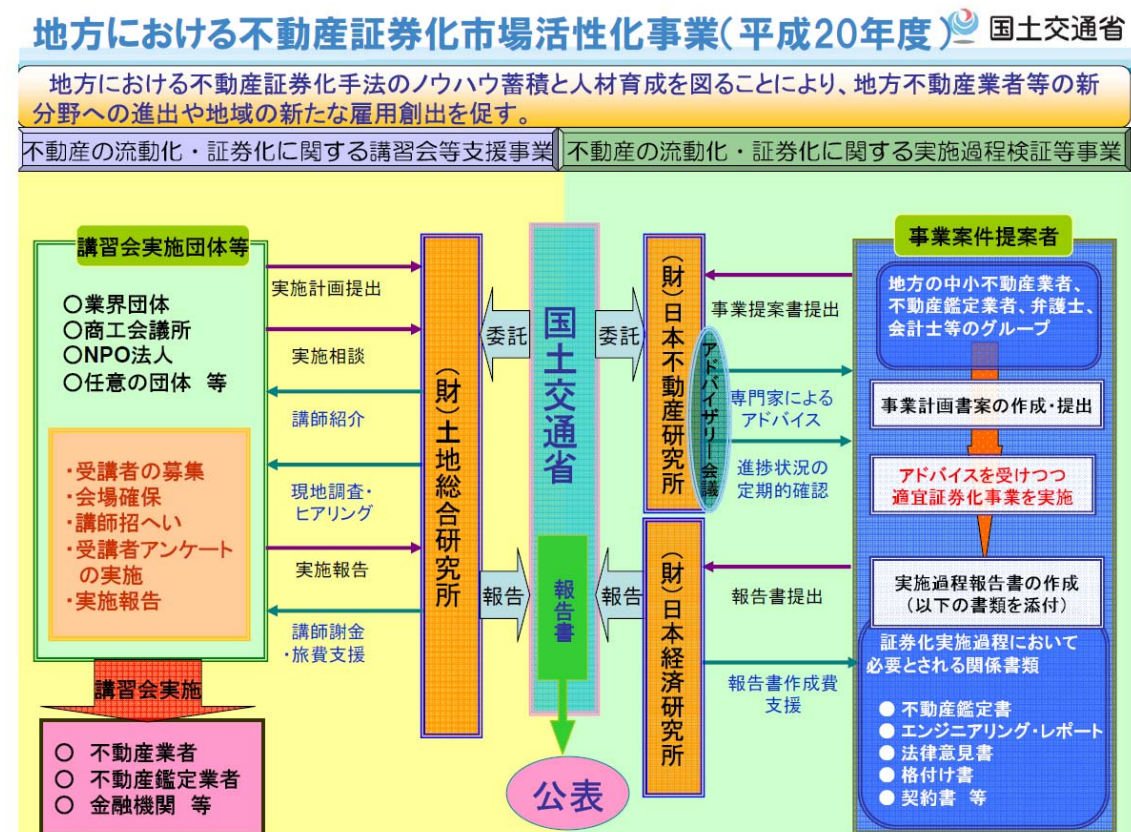 地方における不動産証券化市場活性化事業(平成20年度)
国土交通省
地方における不動産証券化手法のノウハウ蓄積と人材育成を図ることにより、地方不動産業者等の新
分野への進出や地域の新たな雇用創出を促す。
不動産の流動化・証券化に関する講習会等支援事業
不動産の流動化・証券化に関する実施過程検証等事業
講習会実施団体等
〇業界団体
〇商工会議所
〇NPO法人
〇任意の団体 等
・受講者の募集
・会場確保
・講師招へい
・受講者アンケート
の実施
・実施報告
講習会実施
〇 不動産業者
〇 不動産鑑定業者
〇 金融機関 等
実施計画提出
実施相談
講師紹介
現地調査・
ヒアリング
実施報告
講師謝金
・旅費支援
(財)土地総合研究所
委託
報告
国土交通省
報告書
公表
委託
報告
(財)日本不動産研究所
アドバイザリー会議
(財)日本経済研究所
事業提案書提出
専門家による
アドバイス
進捗状況の
定期的確認
報告書提出
報告書作成費
支援
事業案件提案者
地方の中小不動産業者、
不動産鑑定業者、弁護士、
会計士等のグループ
事業計画書案の作成・提出
アドバイスを受けつつ
適宜証券化事業を実施
実施過程報告書の作成
(以下の書類を添付)
証券化実施過程において
必要とされる関係書類
● 不動産鑑定書
● エンジニアリング・レポート
● 法律意見書
● 格付け書
● 契約書 等